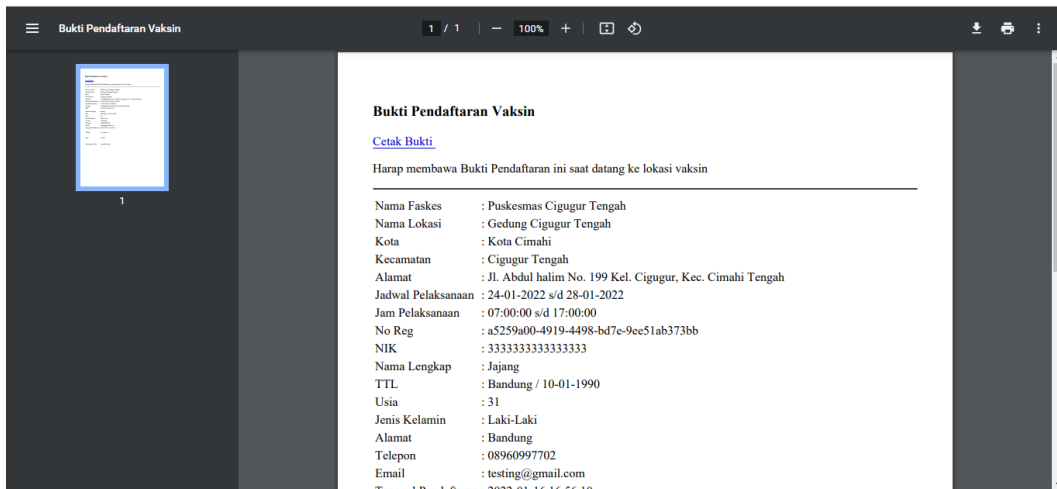 Bukti Pendaftaran Vaksin
1 / 1
100%
1
Bukti Pendaftaran Vaksin
Cetak Bukti
Harap membawa Bukti Pendaftaran ini saat datang ke lokasi vaksin
Nama Faskes : Puskesmas Cigugur Tengah
Nama Lokasi : Gedung Cigugur Tengah
Kota : Kota Cimahi
Kecamatan : Cigugur Tengah
Alamat : Jl. Abdul halim No. 199 Kel. Cigugur, Kec. Cimahi Tengah
Jadwal Pelaksanaan : 24-01-2022 s/d 28-01-2022
Jam Pelaksanaan : 07:00:00 s/d 17:00:00
No Reg : a5259a00-4919-4498-bd7e-9ee51ab373bb
NIK : 3333333333333333
Nama Lengkap : Jajang
TTL : Bandung / 10-01-1990
Usia : 31
Jenis Kelamin : Laki-Laki
Alamat : Bandung
Telepon : 08960997702
Email : testing@gmail.com